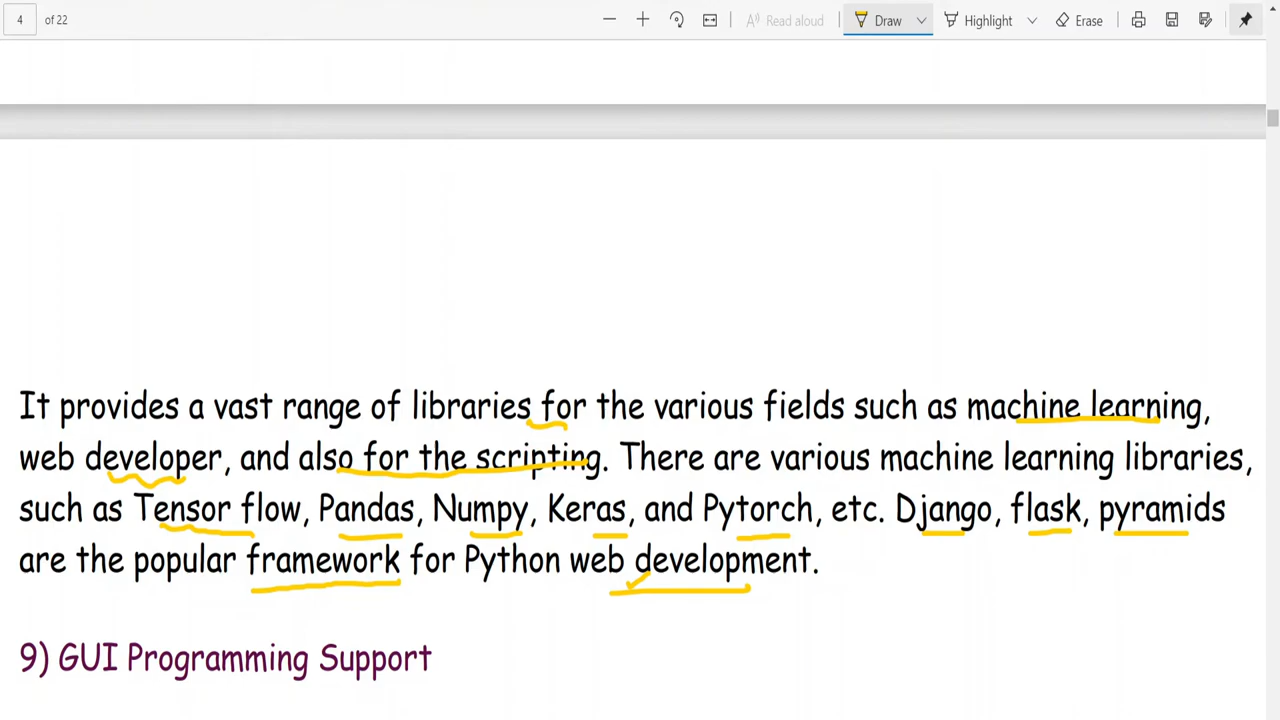 4 of 22 Read aloud Draw Highlight Erase
It provides a vast range of libraries for the various fields such as machine learning,
web developer, and also for the scripting. There are various machine learning libraries,
such as Tensor flow, Pandas, Numpy, Keras, and Pytorch, etc. Django, flask, pyramids
are the popular framework for Python web development.
9) GUI Programming Support